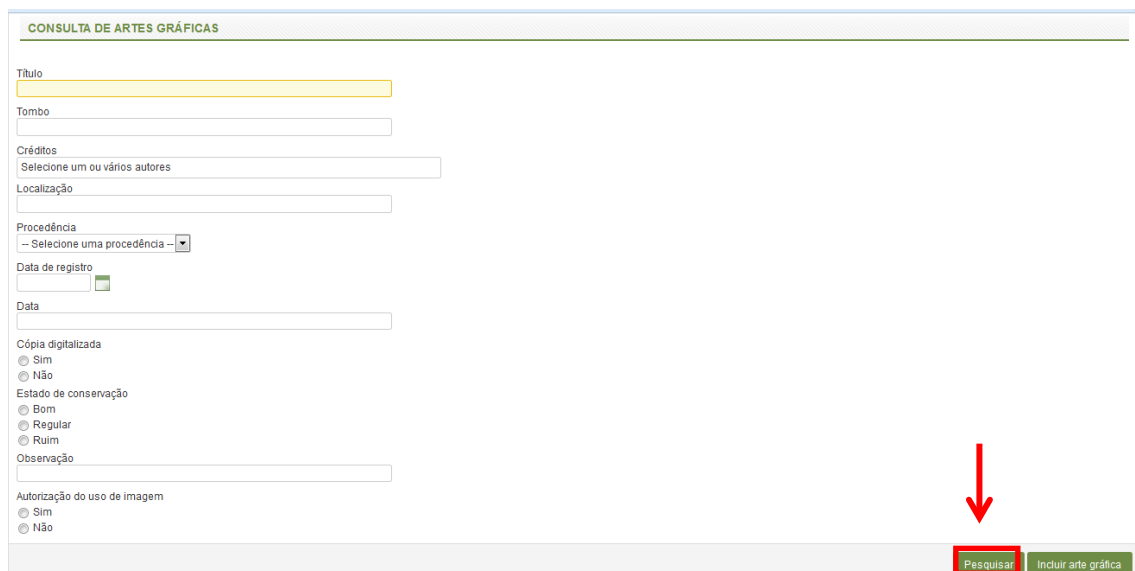 CONSULTA DE ARTES GRÁFICAS
Título
Tombo
Créditos
Selecione um ou vários autores
Localização
Procedência
-- Selecione uma procedência --
Data de registro
Data
Cópia digitalizada
Sim
Não
Estado de conservação
Bom
Regular
Ruim
Observação
Autorização do uso de imagem
Sim
Não
Pesquisar Incluir arte gráfica